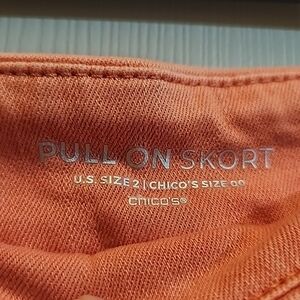 PULL ON SKORT
U.S. SIZE 2 | CHICO'S SIZE 00
CHICO'S®